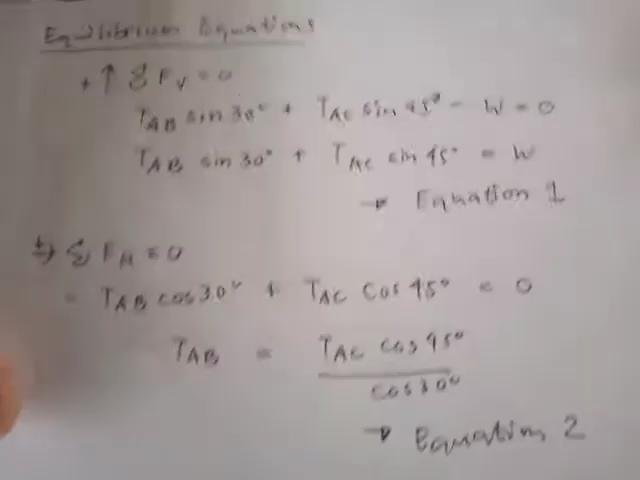 Equilibrium Equations
+ ↑ ΣFv = 0
TAB sin 30° + TAC sin 45° - W = 0
TAB sin 30° + TAC sin 45° = W
→ Equation 1
+→ ΣFH = 0
- TAB cos 30° + TAC cos 45° = 0
TAB = TAC cos 45°
cos 30°
→ Equation 2